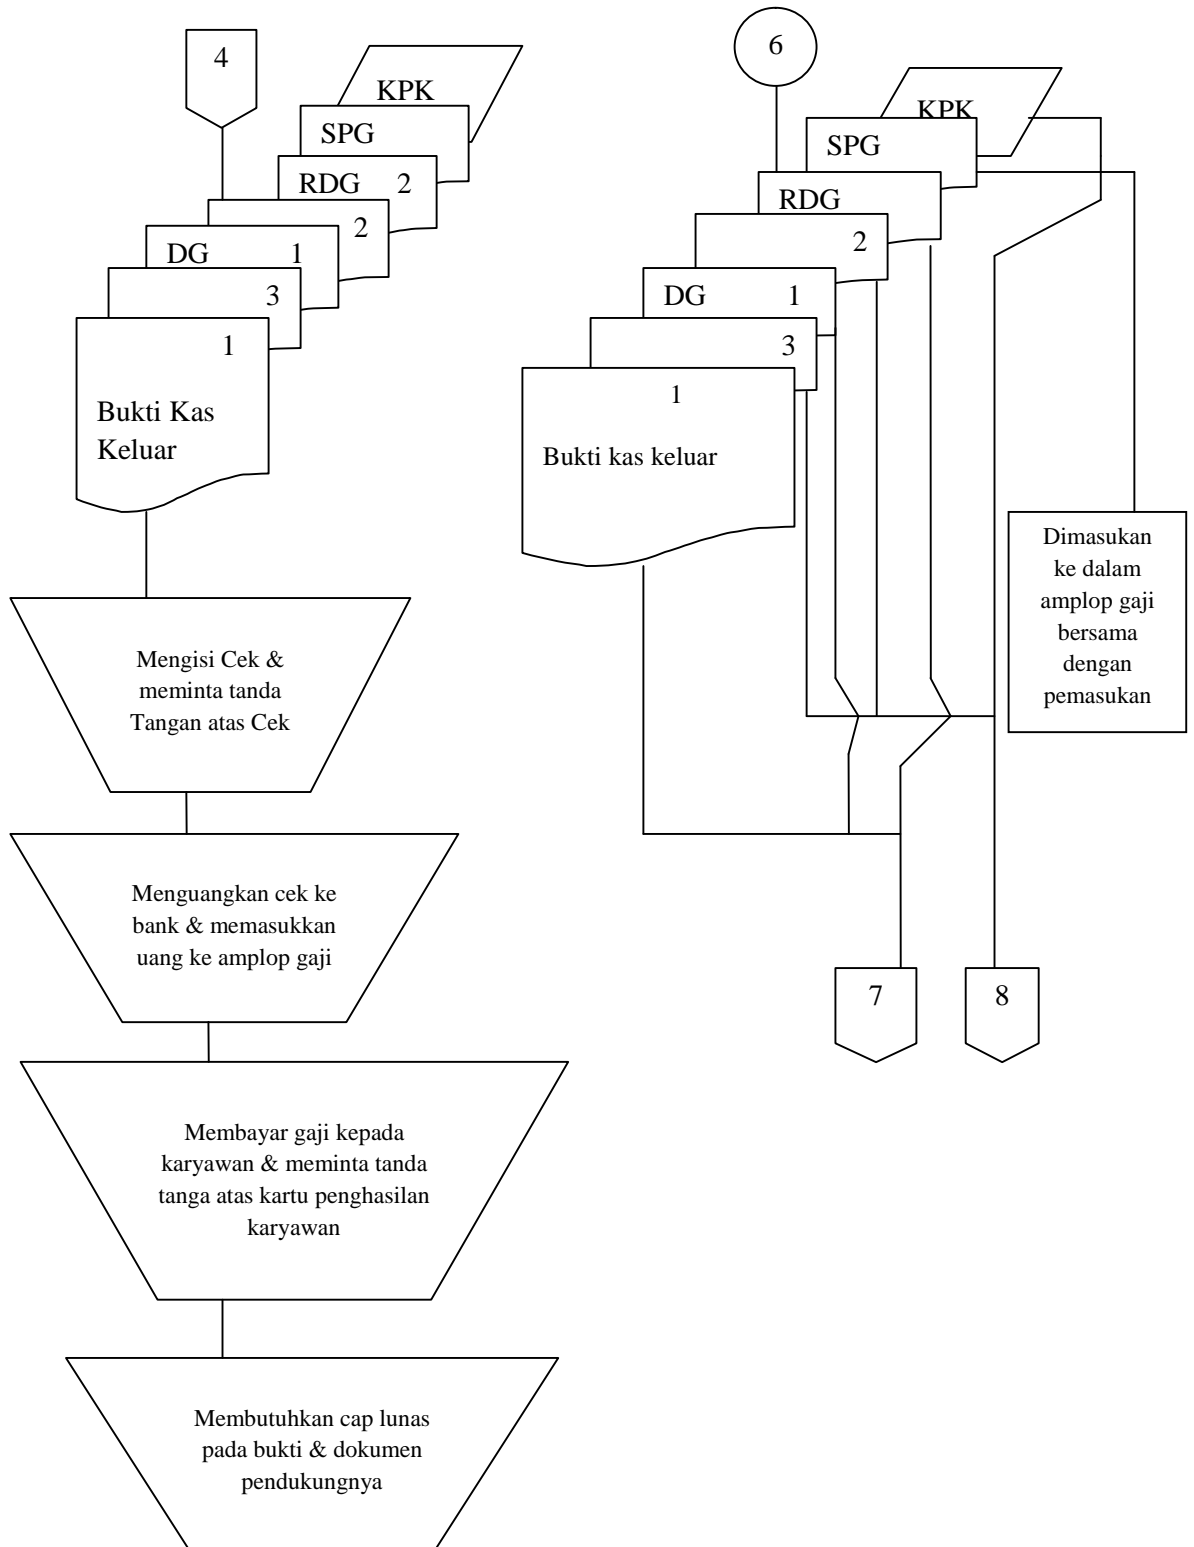 4
KPK
SPG
RDG 2
2
DG 1
3
1
Bukti Kas
Keluar
Mengisi Cek &
meminta tanda
Tangan atas Cek
Menguangkan cek ke
bank & memasukkan
uang ke amplop gaji
Membayar gaji kepada
karyawan & meminta tanda
tanga atas kartu penghasilan
karyawan
Membutuhkan cap lunas
pada bukti & dokumen
pendukungnya
6
KPK
SPG
RDG
2
DG 1
3
1
Bukti kas keluar
Dimasukan
ke dalam
amplop gaji
bersama
dengan
pemasukan
7
8